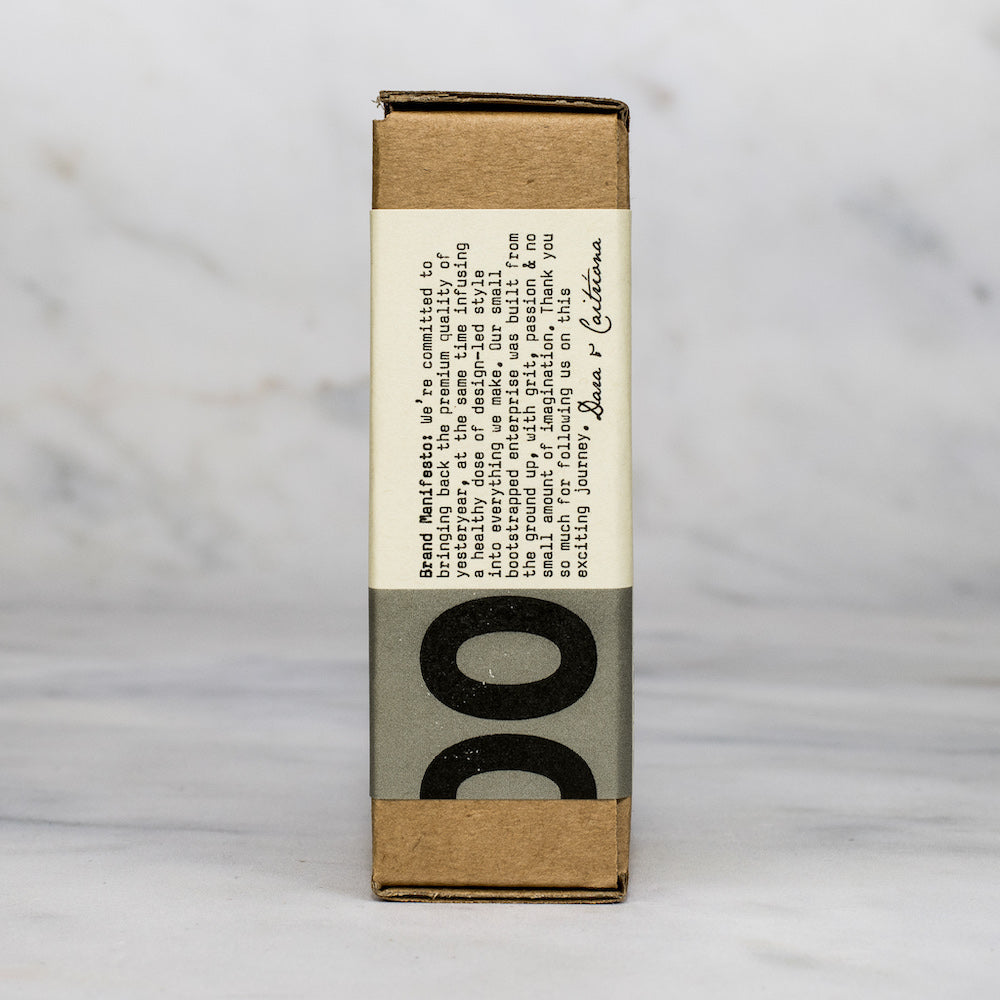 Brand Manifesto: We're committed to
bringing back the premium quality of
yesteryear, at the same time infusing
a healthy dose of design-led style
into everything we make. Our small
bootstrapped enterprise was built from
the ground up, with grit, passion & no
small amount of imagination. Thank you
so much for following us on this
exciting journey. Dara & Caitríona
00